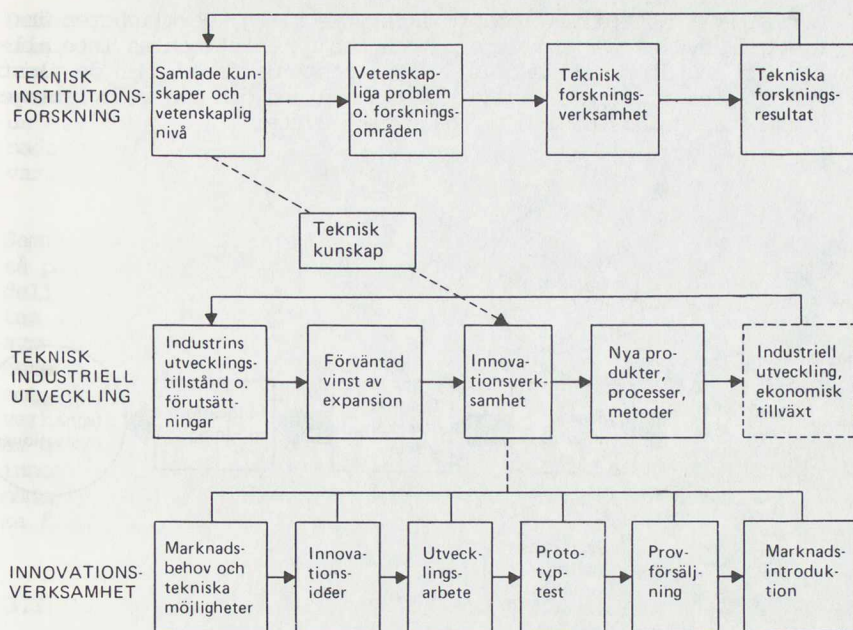 TEKNISK
INSTITUTIONS-
FORSKNING
Samlade kun-
skaper och
vetenskaplig
nivå
Vetenskap-
liga problem
o. forsknings-
områden
Teknisk
forsknings-
verksamhet
Tekniska
forsknings-
resultat
Teknisk
kunskap
TEKNISK
INDUSTRIELL
UTVECKLING
Industrins
utvecklings-
tillstånd o.
förutsätt-
ningar
Förväntad
vinst av
expansion
Innova-
tionsverk-
samhet
Nya pro-
dukter,
processer,
metoder
Industriell
utveckling,
ekonomisk
tillväxt
INNOVATIONS-
VERKSAMHET
Marknads-
behov och
tekniska
möjligheter
Innova-
tions-
idéer
Utveck-
lings-
arbete
Proto-
typ-
test
Prov-
försälj-
ning
Marknads-
introduk-
tion